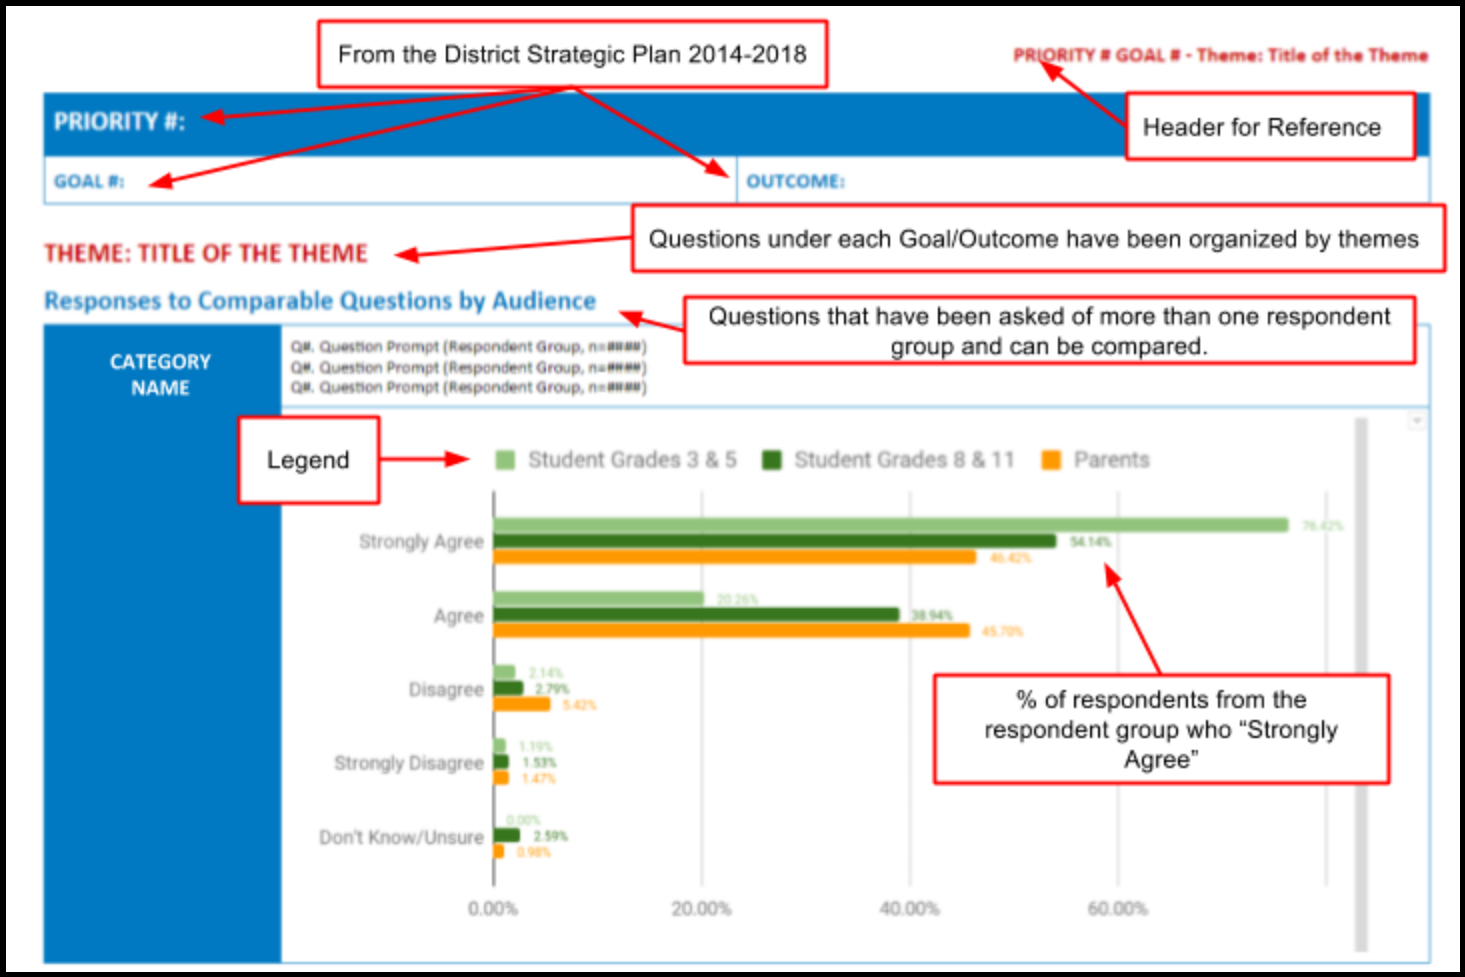 From the District Strategic Plan 2014-2018
PRIORITY # GOAL # - Theme: Title of the Theme
PRIORITY #:
Header for Reference
GOAL #:
OUTCOME:
Questions under each Goal/Outcome have been organized by themes
THEME: TITLE OF THE THEME
Responses to Comparable Questions by Audience
Questions that have been asked of more than one respondent
group and can be compared.
CATEGORY
NAME
Q#. Question Prompt (Respondent Group, n=####)
Q#. Question Prompt (Respondent Group, n=####)
Q#. Question Prompt (Respondent Group, n=####)
Legend
Student Grades 3 & 5 Student Grades 8 & 11 Parents
Strongly Agree
76.42%
54.14%
46.42%
Agree
20.26%
38.94%
45.70%
Disagree
2.14%
2.79%
5.42%
% of respondents from the
respondent group who “Strongly
Agree”
Strongly Disagree
1.19%
1.53%
1.47%
Don't Know/Unsure
0.00%
2.59%
0.98%
0.00% 20.00% 40.00% 60.00%